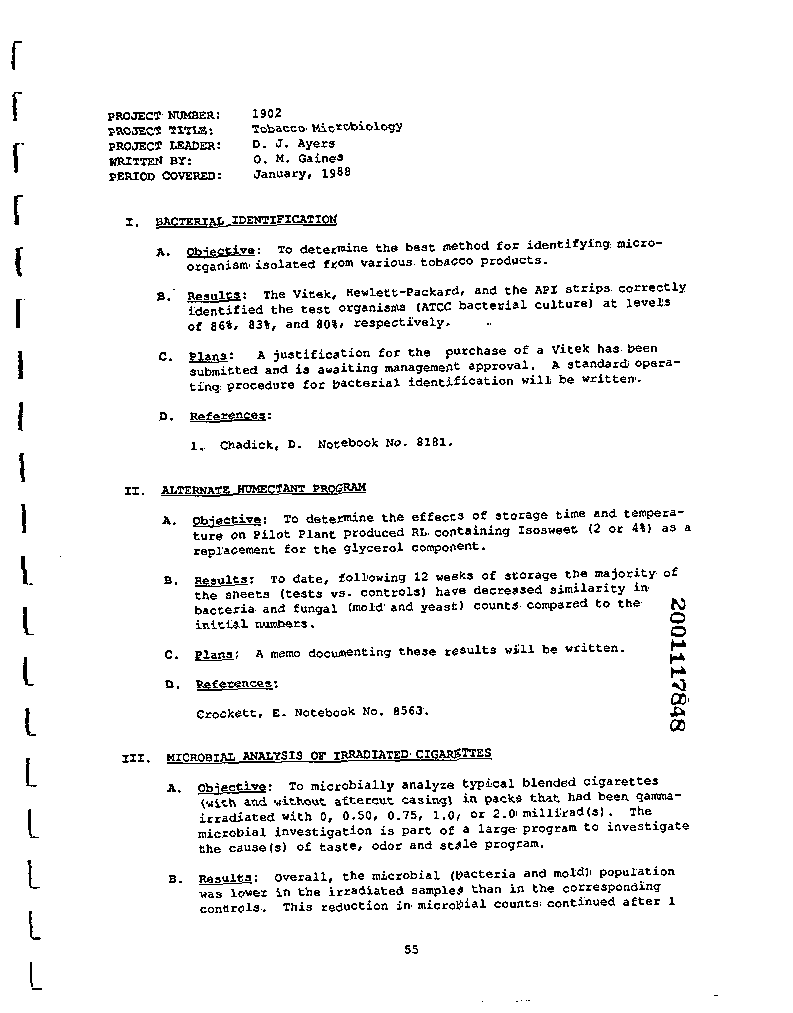 PROJECT NUMBER: 1902
PROJECT TITLE: Tobacco Microbiology
PROJECT LEADER: D. J. Ayers
WRITTEN BY: O. M. Gaines
PERIOD COVERED: January, 1988
I. BACTERIAL IDENTIFICATION
A. Objective: To determine the best method for identifying micro-
organism isolated from various tobacco products.
B. Results: The Vitek, Hewlett-Packard, and the API strips correctly
identified the test organisms (ATCC bacterial culture) at levels
of 86%, 83%, and 80%, respectively.
C. Plans: A justification for the purchase of a Vitek has been
submitted and is awaiting management approval. A standard opera-
ting procedure for bacterial identification will be written.
D. References:
1. Chadick, D. Notebook No. 8181.
II. ALTERNATE HUMECTANT PROGRAM
A. Objective: To determine the effects of storage time and tempera-
ture on Pilot Plant produced RL containing Isosweet (2 or 4%) as a
replacement for the glycerol component.
B. Results: To date, following 12 weeks of storage the majority of
the sheets (tests vs. controls) have decreased similarity in
bacteria and fungal (mold and yeast) counts compared to the
initial numbers.
C. Plans: A memo documenting these results will be written.
D. References:
Crockett, E. Notebook No. 8563.
III. MICROBIAL ANALYSIS OF IRRADIATED CIGARETTES
A. Objective: To microbially analyze typical blended cigarettes
(with and without aftercut casing) in packs that had been gamma-
irradiated with 0, 0.50, 0.75, 1.0, or 2.0 millirad(s). The
microbial investigation is part of a large program to investigate
the cause(s) of taste, odor and stale program.
B. Results: Overall, the microbial (bacteria and mold) population
was lower in the irradiated samples than in the corresponding
controls. This reduction in microbial counts continued after 1
55
2001117848